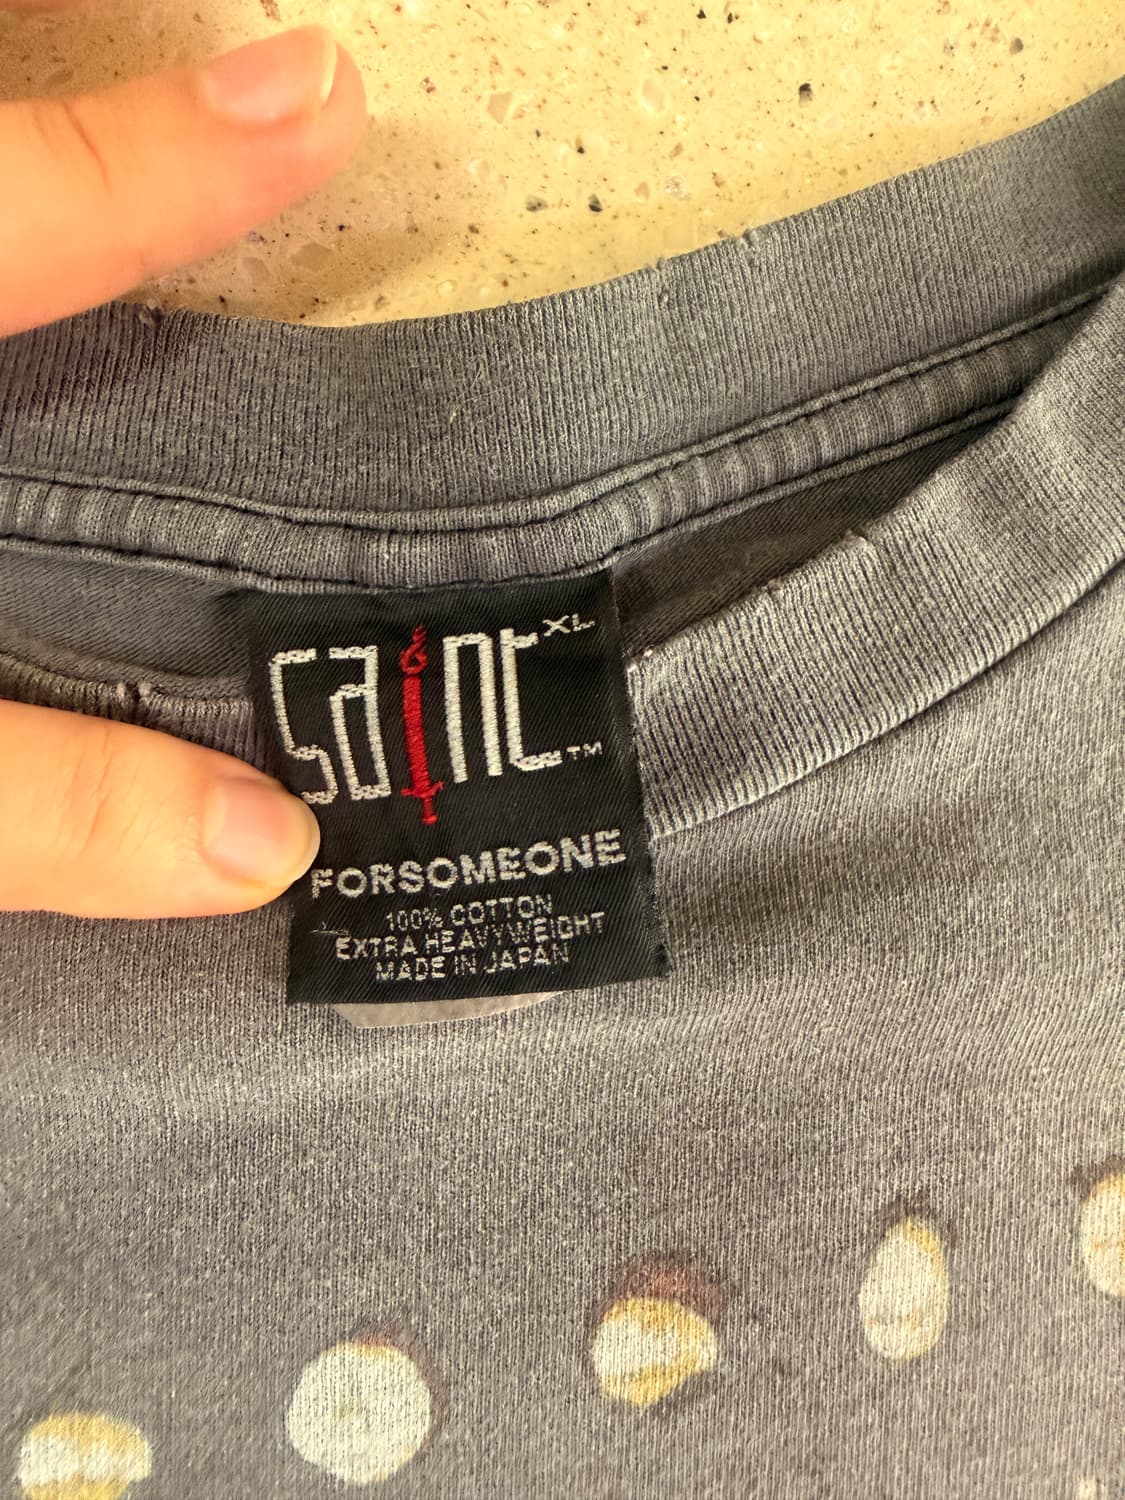 saint XL
TM
FORSOMEONE
100% COTTON
EXTRA HEAVYWEIGHT
MADE IN JAPAN